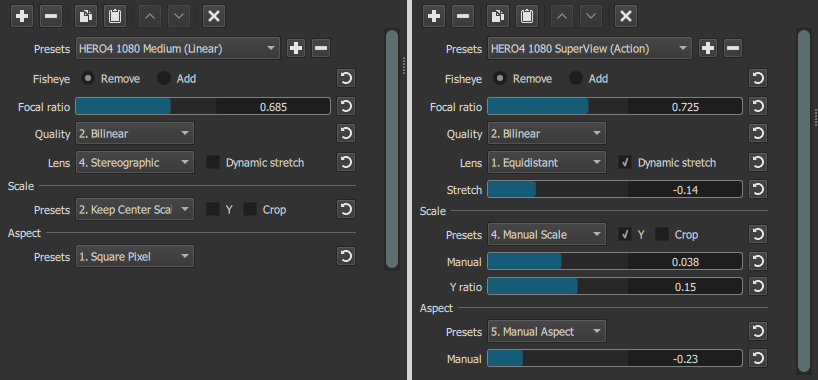 Presets HERO4 1080 Medium (Linear)
Fisheye Remove Add
Focal ratio 0.685
Quality 2. Bilinear
Lens 4. Stereographic Dynamic stretch
Scale
Presets 2. Keep Center Scal Y Crop
Aspect
Presets 1. Square Pixel
Presets HERO4 1080 SuperView (Action)
Fisheye Remove Add
Focal ratio 0.725
Quality 2. Bilinear
Lens 1. Equidistant Dynamic stretch
Stretch -0.14
Scale
Presets 4. Manual Scale Y Crop
Manual 0.038
Y ratio 0.15
Aspect
Presets 5. Manual Aspect
Manual -0.23